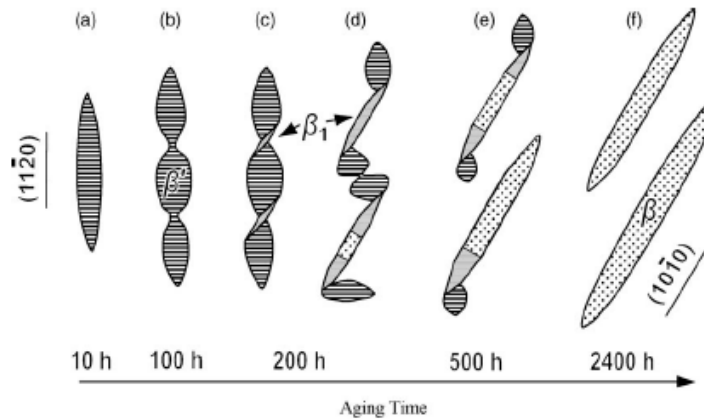 (a) (b) (c) (d) (e) (f)
(112̄0)
β'
β₁
β
(101̄0)
10 h 100 h 200 h 500 h 2400 h
Aging Time